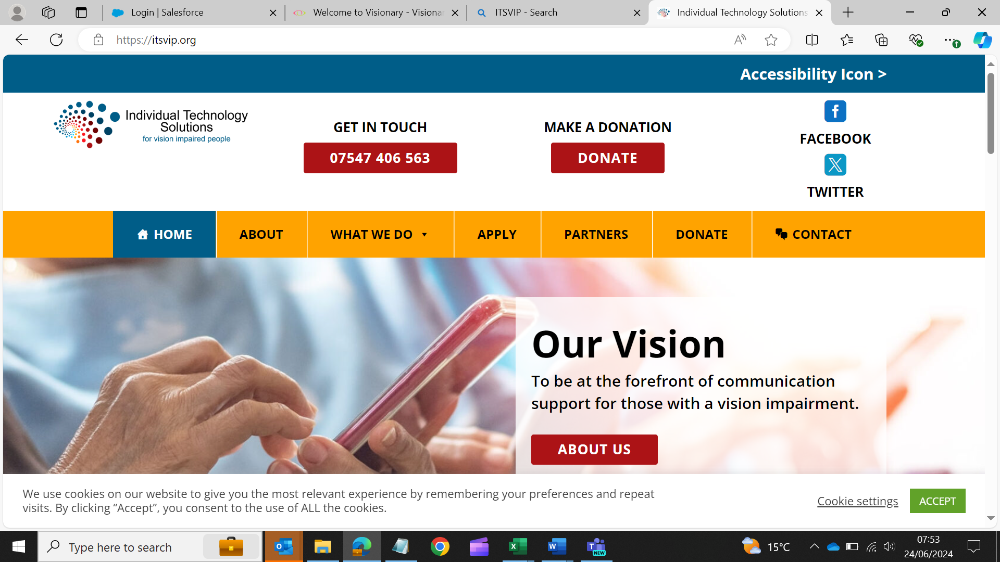 Login | Salesforce
Welcome to Visionary - Visionar
ITSVIP - Search
Individual Technology Solutions
https://itsvip.org
Accessibility Icon >
Individual Technology
Solutions
for vision impaired people
GET IN TOUCH
07547 406 563
MAKE A DONATION
DONATE
FACEBOOK
TWITTER
HOME
ABOUT
WHAT WE DO
APPLY
PARTNERS
DONATE
CONTACT
Our Vision
To be at the forefront of communication
support for those with a vision impairment.
ABOUT US
We use cookies on our website to give you the most relevant experience by remembering your preferences and repeat
visits. By clicking “Accept”, you consent to the use of ALL the cookies.
Cookie settings
ACCEPT
Type here to search
NEW
15°C
07:53
24/06/2024